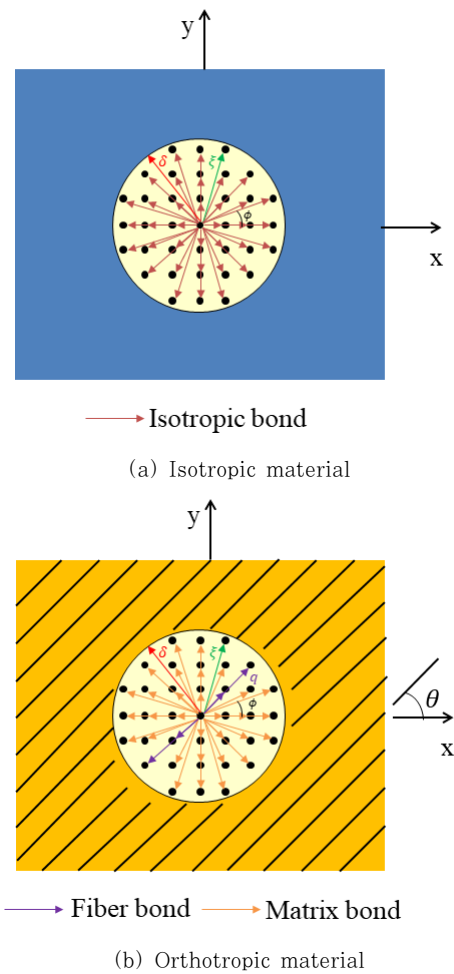 y
δ
ξ
ϕ
x
Isotropic bond
(a) Isotropic material
y
δ
ξ
q
ϕ
θ
x
Fiber bond
Matrix bond
(b) Orthotropic material